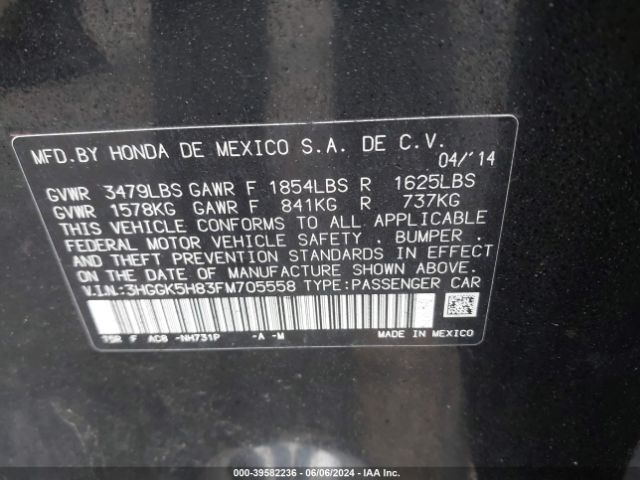 MFD.BY HONDA DE MEXICO S.A. DE C.V.
04/'14
GVWR 3479LBS GAWR F 1854LBS R 1625LBS
GVWR 1578KG GAWR F 841KG R 737KG
THIS VEHICLE CONFORMS TO ALL APPLICABLE
FEDERAL MOTOR VEHICLE SAFETY , BUMPER ,
AND THEFT PREVENTION STANDARDS IN EFFECT
ON THE DATE OF MANUFACTURE SHOWN ABOVE.
V.I.N:3HGGK5H83FM705558 TYPE:PASSENGER CAR
F AC8 -NH731P -A -M
MADE IN MEXICO
000-39582236 - 06/06/2024 - IAA Inc.